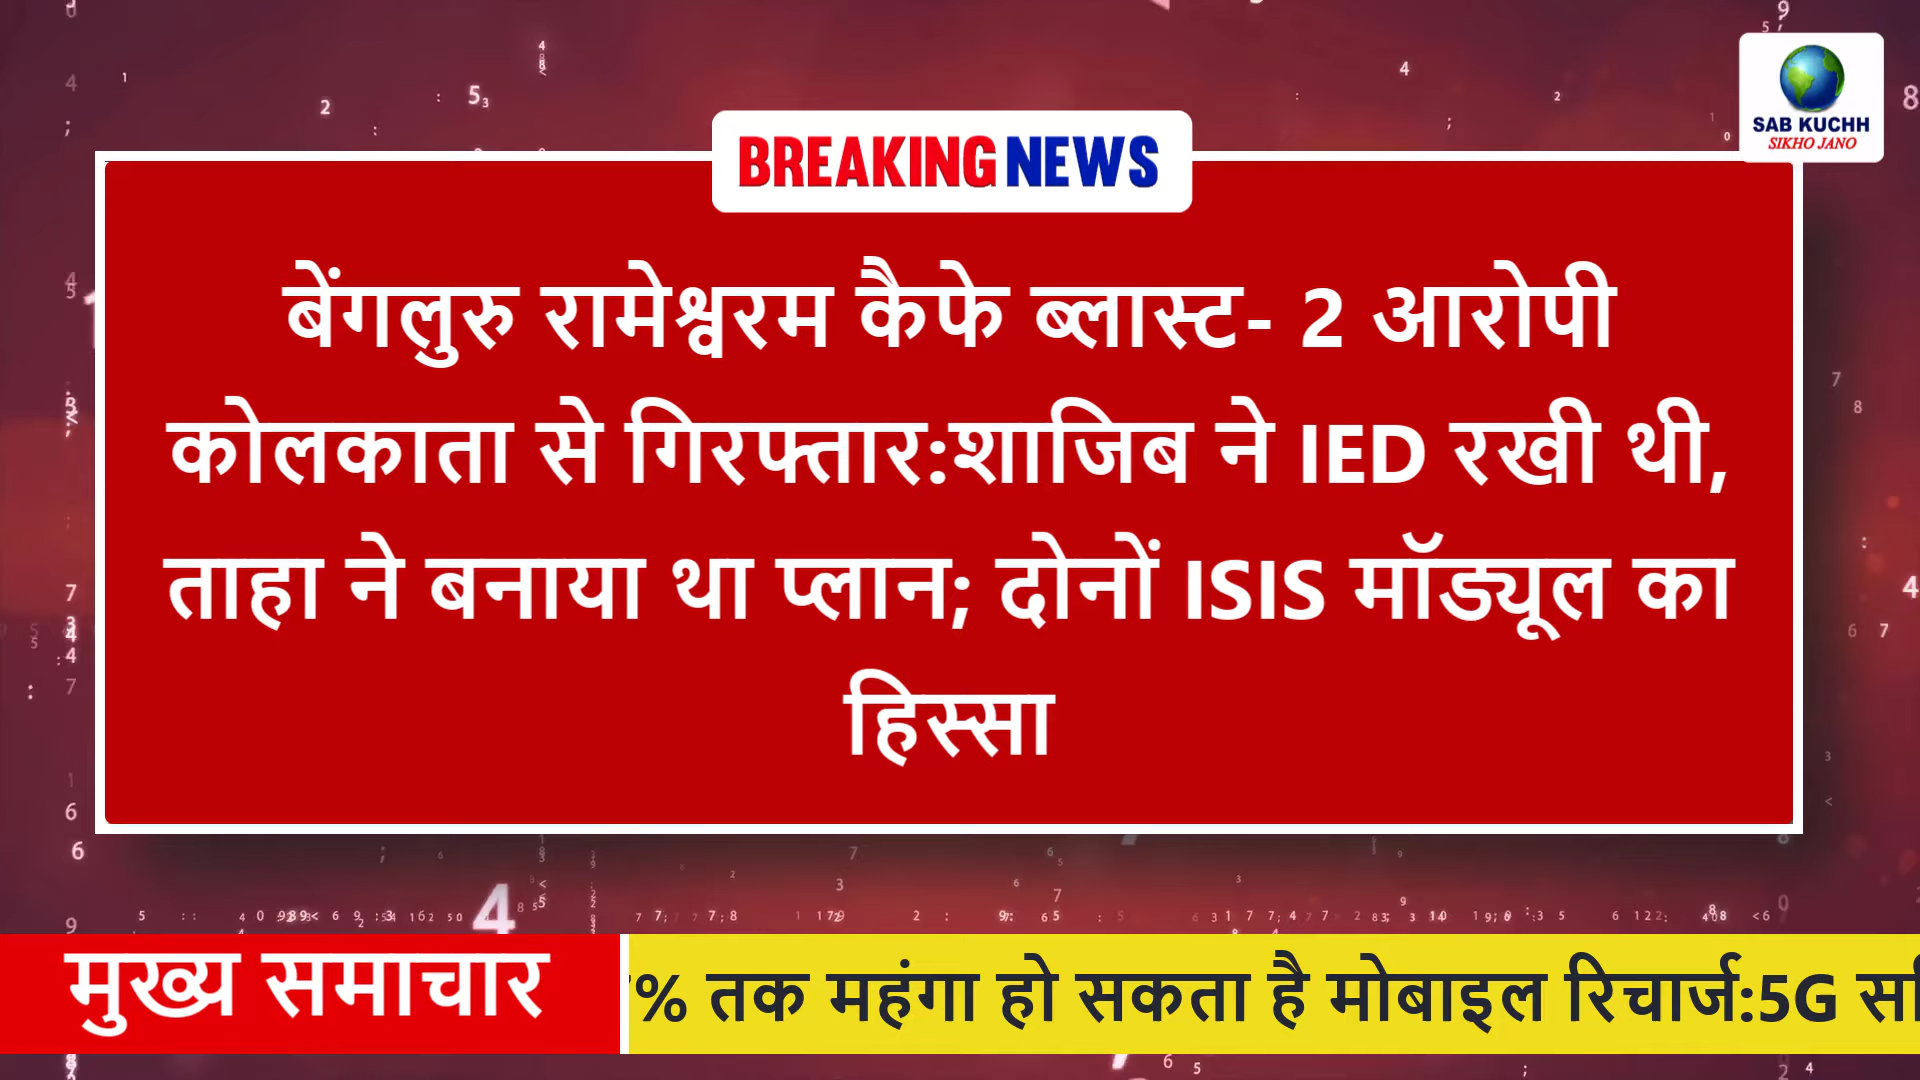 SAB KUCHH
SIKHO JANO
BREAKING NEWS
बेंगलुरु रामेश्वरम कैफे ब्लास्ट- 2 आरोपी
कोलकाता से गिरफ्तार:शाजिब ने IED रखी थी,
ताहा ने बनाया था प्लान; दोनों ISIS मॉड्यूल का
हिस्सा
मुख्य समाचार
% तक महंगा हो सकता है मोबाइल रिचार्ज:5G